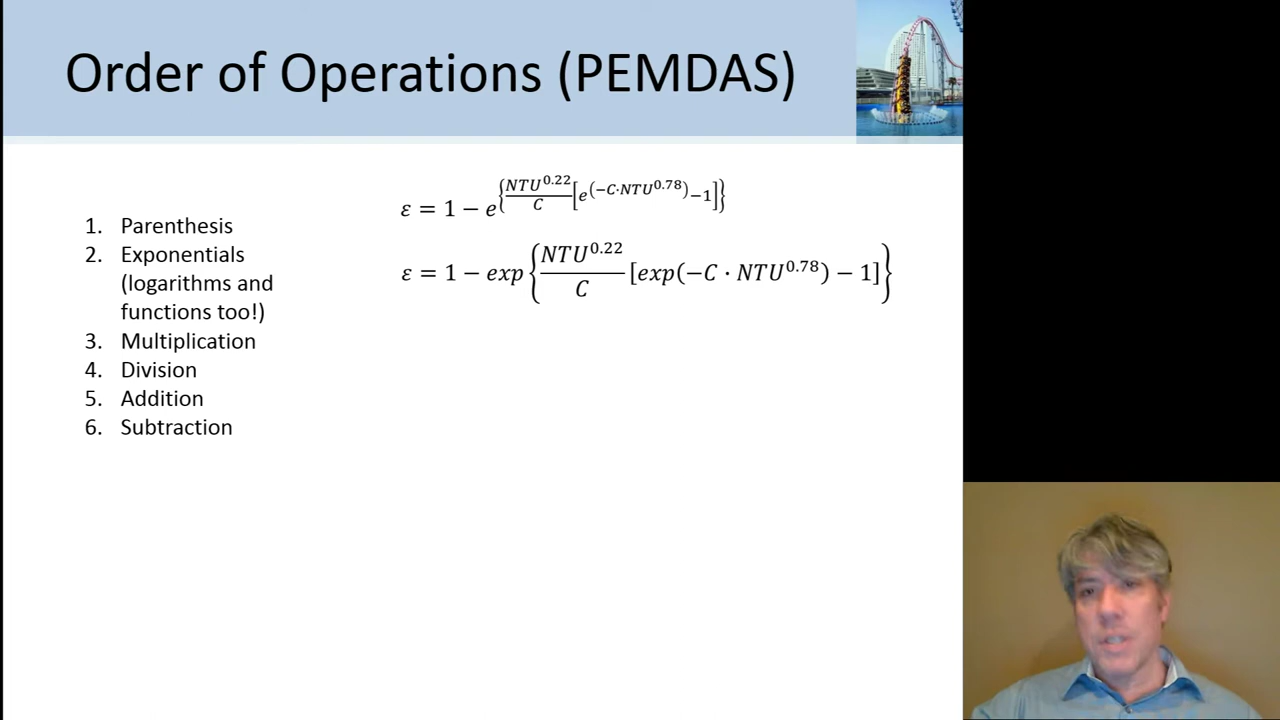 Order of Operations (PEMDAS)
1. Parenthesis
2. Exponentials
(logarithms and
functions too!)
3. Multiplication
4. Division
5. Addition
6. Subtraction
ε = 1 − e^{NTU^0.22/C [e^(−C·NTU^0.78) −1]}
ε = 1 − exp {NTU^0.22/C [exp(−C · NTU^0.78) − 1]}